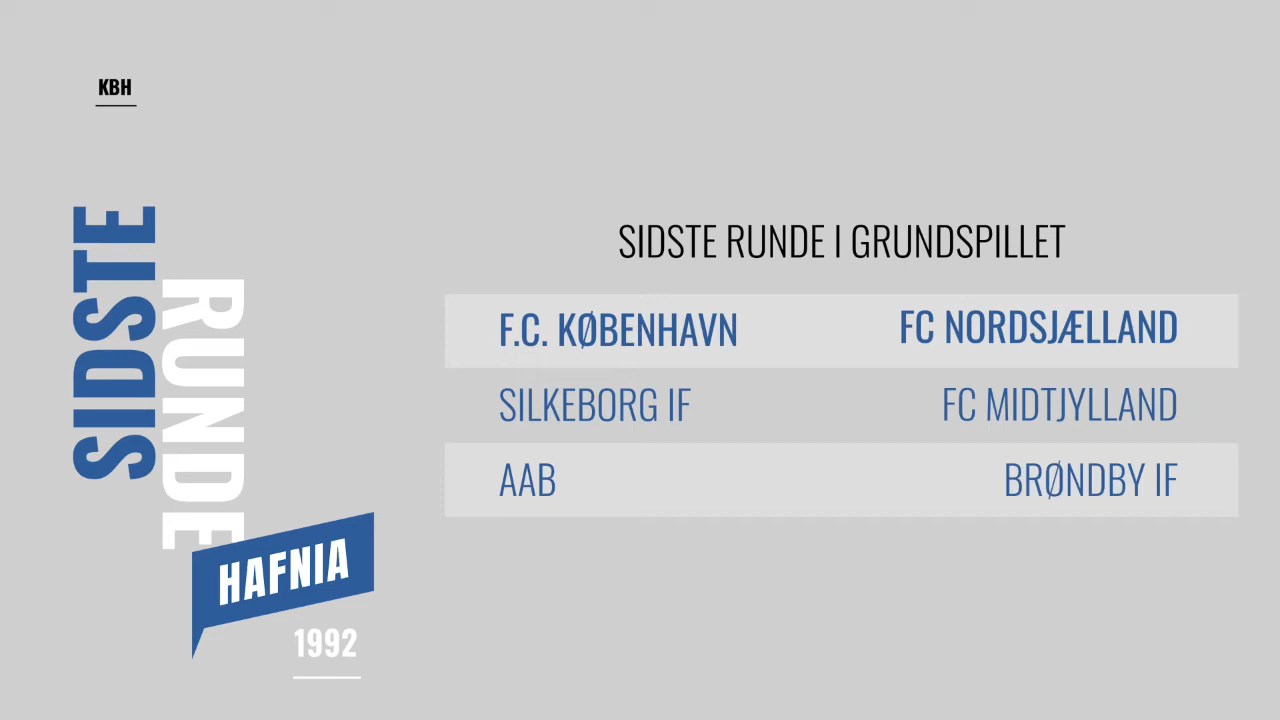 KBH
SIDSTE
RUNDE
HAFNIA
1992
SIDSTE RUNDE I GRUNDSPILLET
F.C. KØBENHAVN FC NORDSJÆLLAND
SILKEBORG IF FC MIDTJYLLAND
AAB BRØNDBY IF